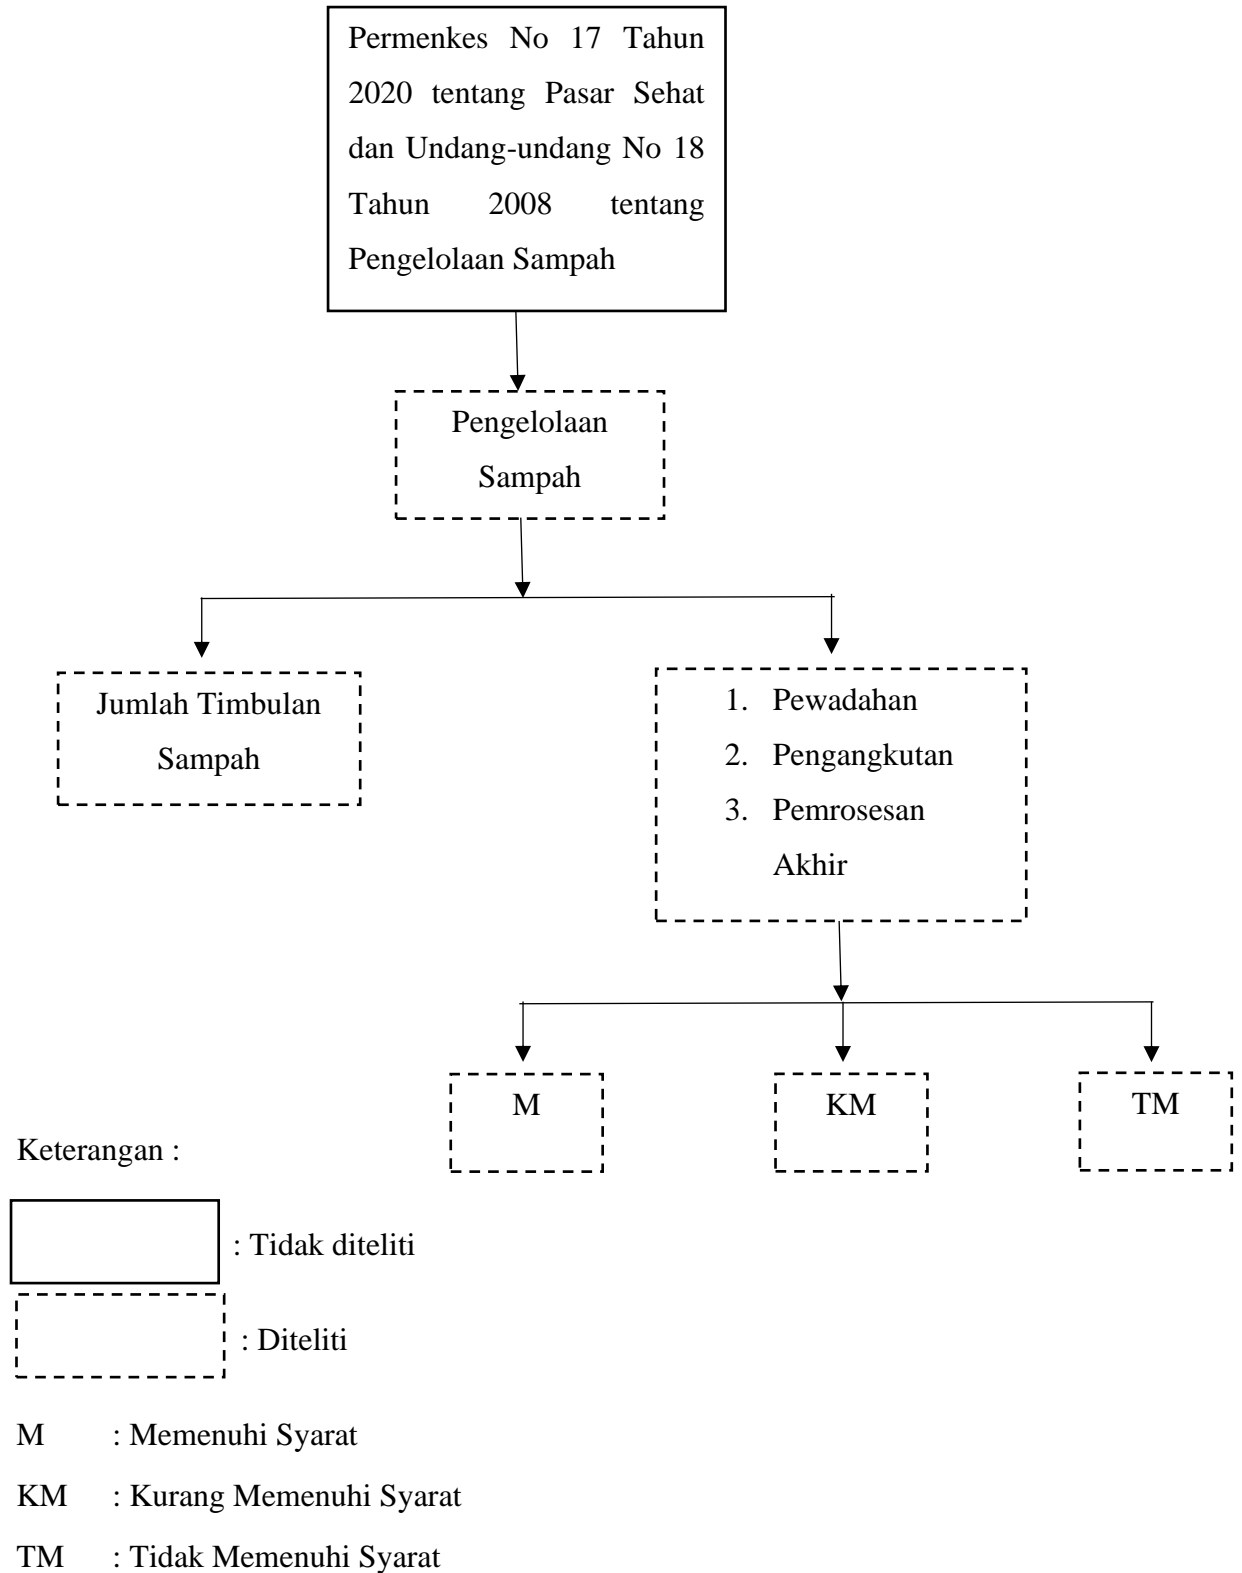 Permenkes No 17 Tahun
2020 tentang Pasar Sehat
dan Undang-undang No 18
Tahun 2008 tentang
Pengelolaan Sampah
Pengelolaan
Sampah
Jumlah Timbulan
Sampah
1. Pewadahan
2. Pengangkutan
3. Pemrosesan
Akhir
M
KM
TM
Keterangan :
: Tidak diteliti
: Diteliti
M : Memenuhi Syarat
KM : Kurang Memenuhi Syarat
TM : Tidak Memenuhi Syarat